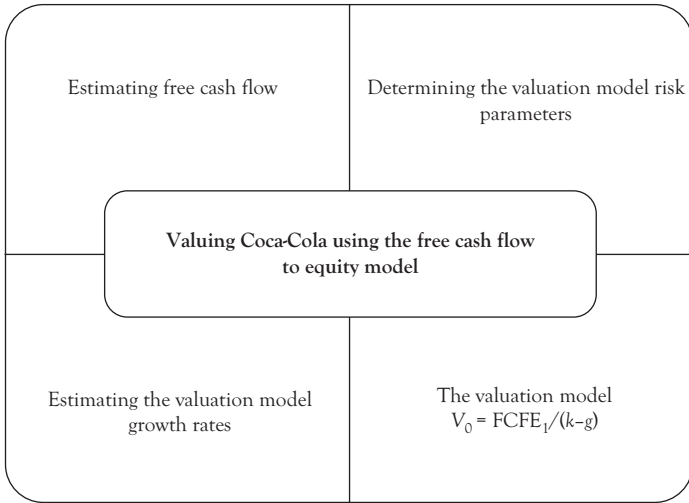 Estimating free cash flow
Determining the valuation model risk
parameters
Valuing Coca-Cola using the free cash flow
to equity model
Estimating the valuation model
growth rates
The valuation model
V₀ = FCFE₁/(k–g)